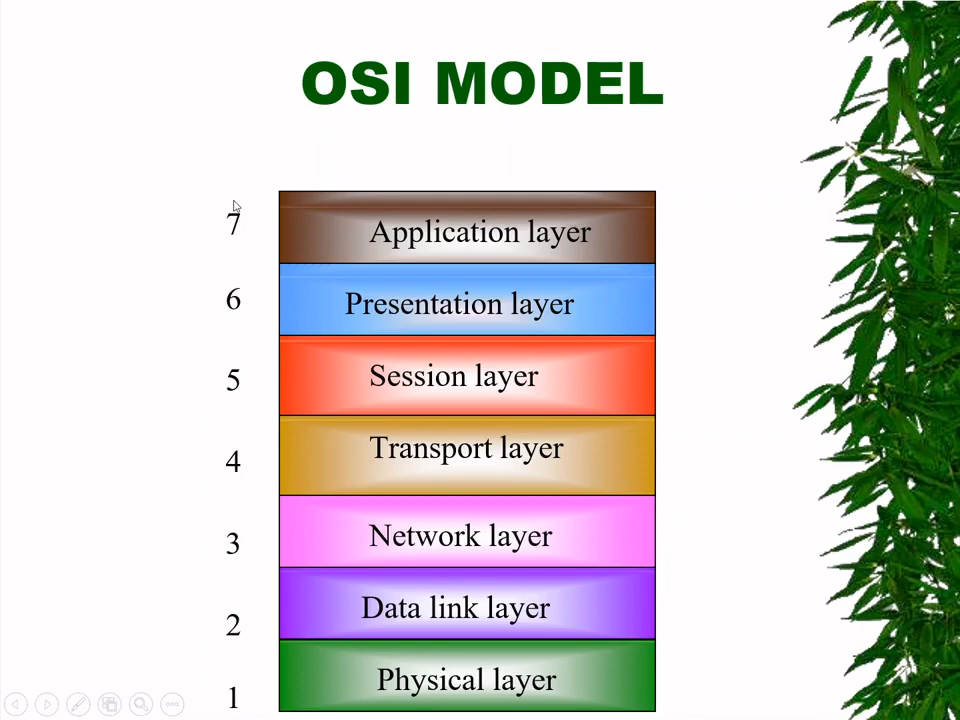 OSI MODEL
7 Application layer
6 Presentation layer
5 Session layer
4 Transport layer
3 Network layer
2 Data link layer
1 Physical layer